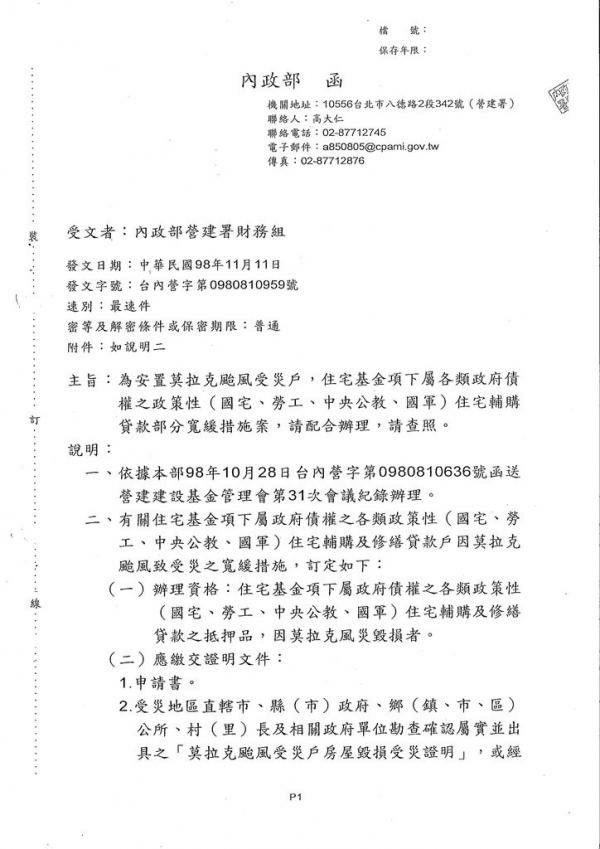 檔　　號：
保存年限：
內政部　函
機關地址：10556台北市八德路2段342號（營建署）
聯絡人：高大仁
聯絡電話：02-87712745
電子郵件：a850805@cpami.gov.tw
傳真：02-87712876
受文者：內政部營建署財務組
發文日期：中華民國98年11月11日
發文字號：台內營字第0980810959號
速別：最速件
密等及解密條件或保密期限：普通
附件：如說明二
主旨：為安置莫拉克颱風受災戶，住宅基金項下屬各類政府債
權之政策性（國宅、勞工、中央公教、國軍）住宅輔購
貸款部分寬緩措施案，請配合辦理，請查照。
說明：
一、依據本部98年10月28日台內營字第0980810636號函送
營建建設基金管理會第31次會議紀錄辦理。
二、有關住宅基金項下屬政府債權之各類政策性（國宅、勞
工、中央公教、國軍）住宅輔購及修繕貸款戶因莫拉克
颱風致受災之寬緩措施，訂定如下：
（一）辦理資格：住宅基金項下屬政府債權之各類政策性
（國宅、勞工、中央公教、國軍）住宅輔購及修繕
貸款之抵押品，因莫拉克風災毀損者。
（二）應繳交證明文件：
1.申請書。
2.受災地區直轄市、縣（市）政府、鄉（鎮、市、區）
公所、村（里）長及相關政府單位勘查確認屬實並出
具之「莫拉克颱風受災戶房屋毀損受災證明」，或經
裝
訂
線
P1